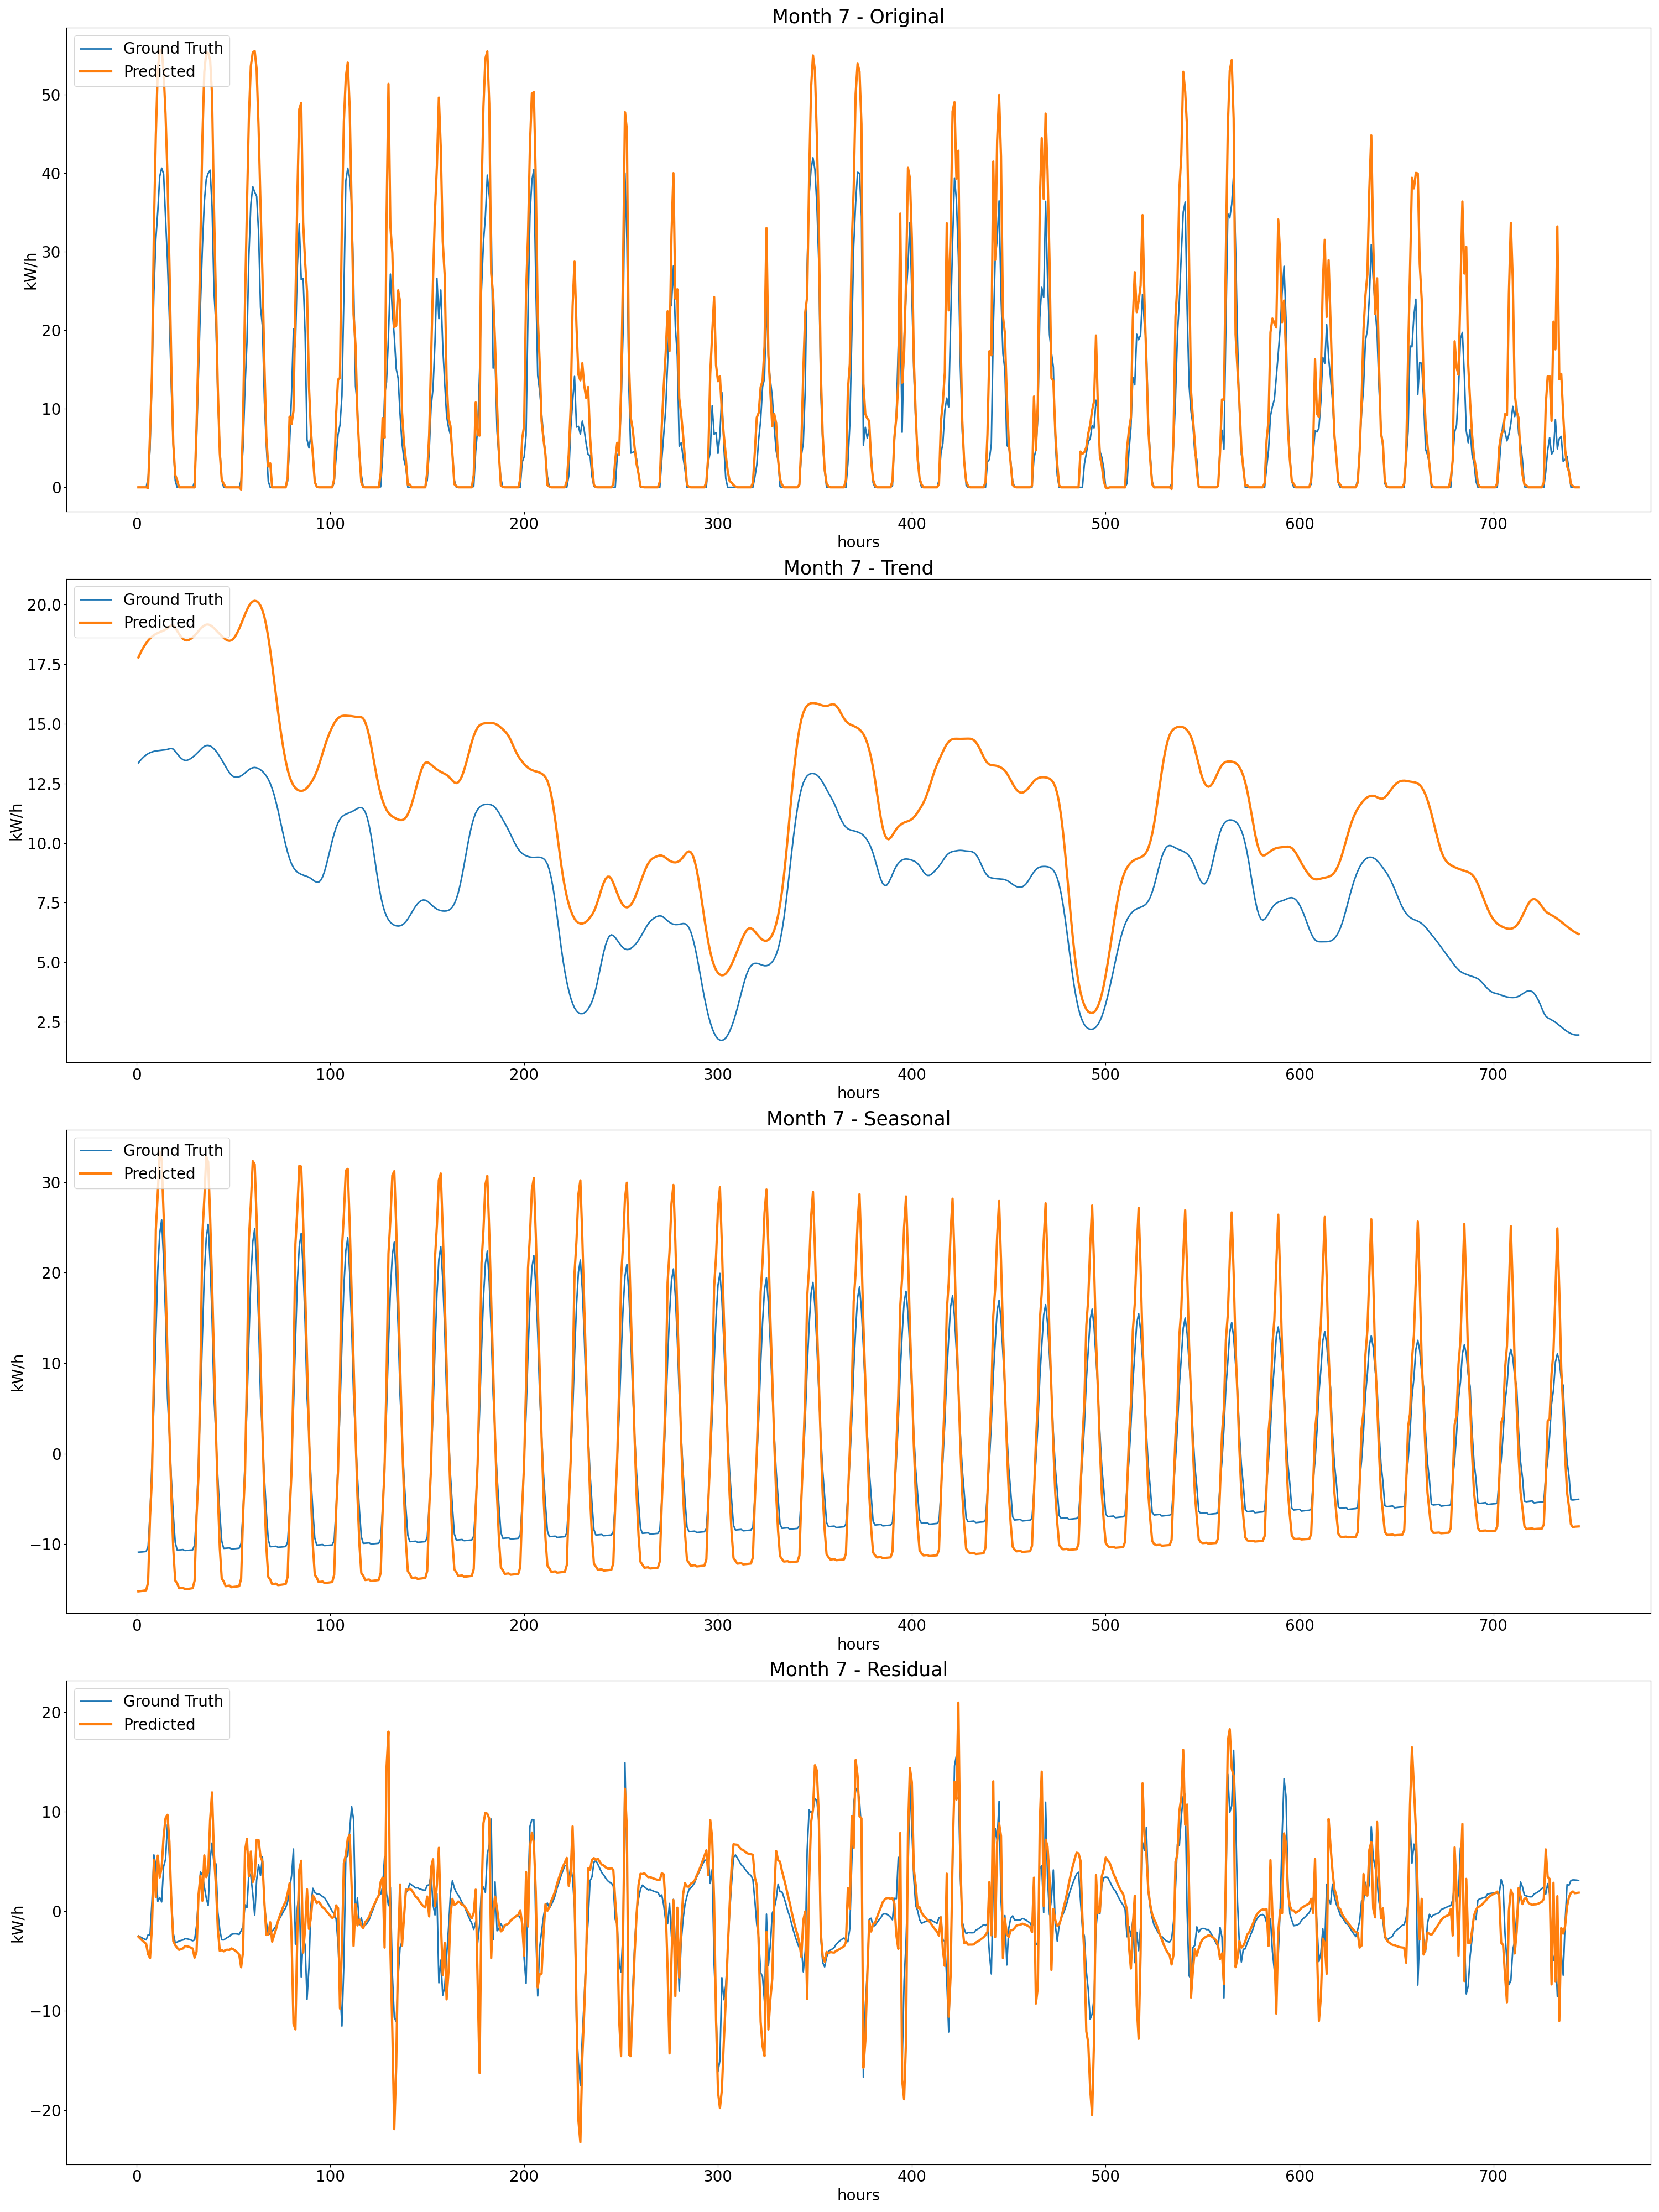 Month 7 - Original
Ground Truth
Predicted
kW/h
50
40
30
20
10
0
0 100 200 300 400 500 600 700
hours
Month 7 - Trend
Ground Truth
Predicted
kW/h
20.0
17.5
15.0
12.5
10.0
7.5
5.0
2.5
0 100 200 300 400 500 600 700
hours
Month 7 - Seasonal
Ground Truth
Predicted
kW/h
30
20
10
0
−10
0 100 200 300 400 500 600 700
hours
Month 7 - Residual
Ground Truth
Predicted
kW/h
20
10
0
−10
−20
0 100 200 300 400 500 600 700
hours